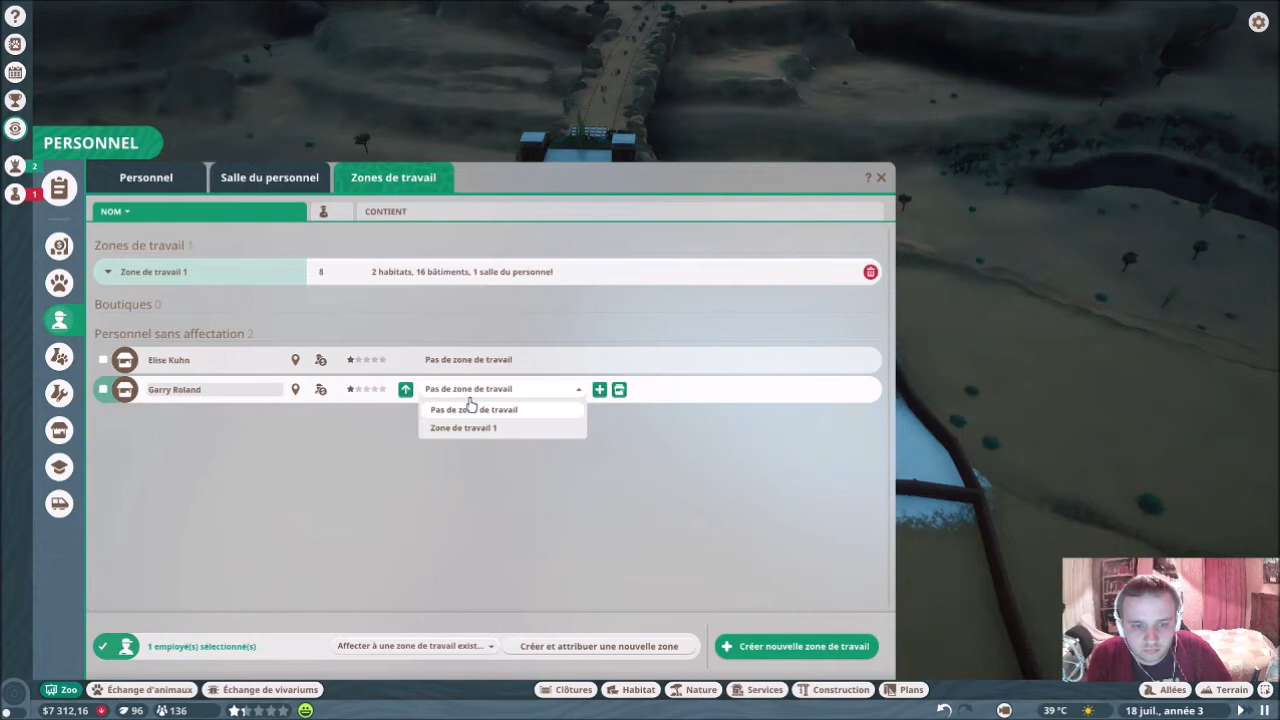 2
1
PERSONNEL
Personnel
Salle du personnel
Zones de travail
?
NOM
CONTIENT
Zones de travail 1
Zone de travail 1
8
2 habitats, 16 bâtiments, 1 salle du personnel
Boutiques 0
Personnel sans affectation 2
Elise Kuhn
Pas de zone de travail
Garry Roland
Pas de zone de travail
Pas de zone de travail
Zone de travail 1
1 employé(s) sélectionné(s)
Affecter à une zone de travail exist...
Créer et attribuer une nouvelle zone
Créer nouvelle zone de travail
Zoo
Échange d'animaux
Échange de vivariums
Clôtures
Habitat
Nature
Services
Construction
Plans
Allées
Terrain
$7 312,16
96
136
39 °C
18 juil., année 3